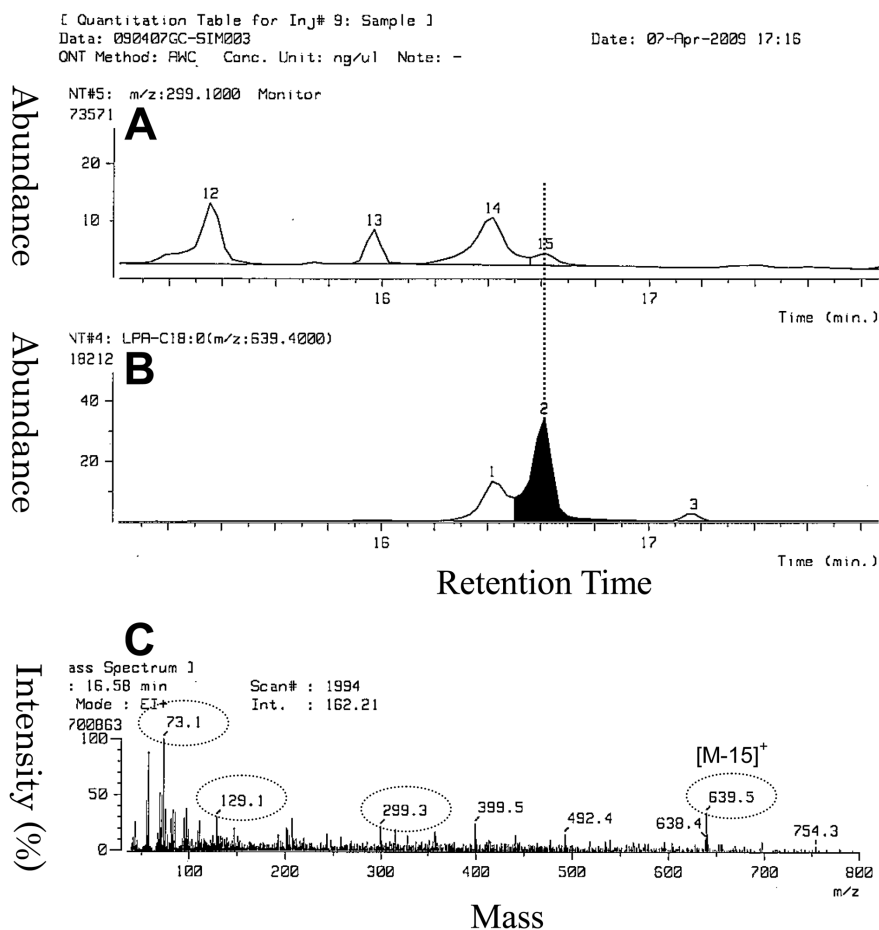 [ Quantitation Table for Inj# 9: Sample ]
Data: 090407GC-SIM003 Date: 07-Apr-2009 17:16
QNT Method: AWC Conc. Unit: ng/ul Note: -
NT#5: m/z:299.1000 Monitor
73571
A
Abundance
20
10
12
13
14
15
16
17
Time (min.)
NT#4: LPA-C18:0(m/z:639.4000)
18212
B
Abundance
40
20
1
2
3
16
17
Time (min.)
Retention Time
C
ass Spectrum ]
: 16.58 min Scan# : 1994
Mode : EI+ Int. : 162.21
700863
Intensity (%)
100
50
0
73.1
129.1
299.3
399.5
492.4
638.4
[M-15]+
639.5
754.3
100 200 300 400 500 600 700 800
m/z
Mass